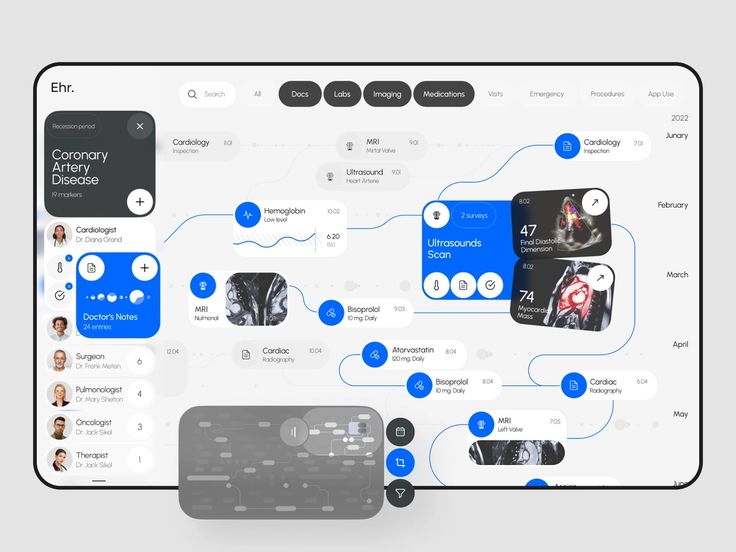 Ehr.
Search
All
Docs
Labs
Imaging
Medications
Visits
Emergency
Procedures
App Use
2022
Recession period
Coronary
Artery
Disease
19 markers
Cardiology
Inspection
11.01
MRI
Mirtal Valve
9.01
Cardiology
Inspection
7.01
Junary
Ultrasound
Heart Arterie
9.01
Cardiologist
Dr. Diana Grand
Hemoglobin
Low level
10.02
6.20
2 surveys
Ultrasounds
Scan
8.02
47
Final Diastolic
Dimension
February
Doctor's Notes
24 entries
MRI
Nuimonal
Bisoprolol
10 mg, Daily
9.03
8.02
74
Myocardial
Mass
March
12.04
Cardiac
Radiography
10.04
Atorvastatin
120 mg, Daily
8.04
April
Surgeon
Dr. Frenk Moten
6
Bisoprolol
10 mg, Daily
8.04
Cardiac
Radiography
6.04
Pulmonologist
Dr. Mary Shelton
4
Oncologist
Dr. Jack Sikel
3
MRI
Left Valve
7.05
May
Therapist
Dr. Jack Sikel
1